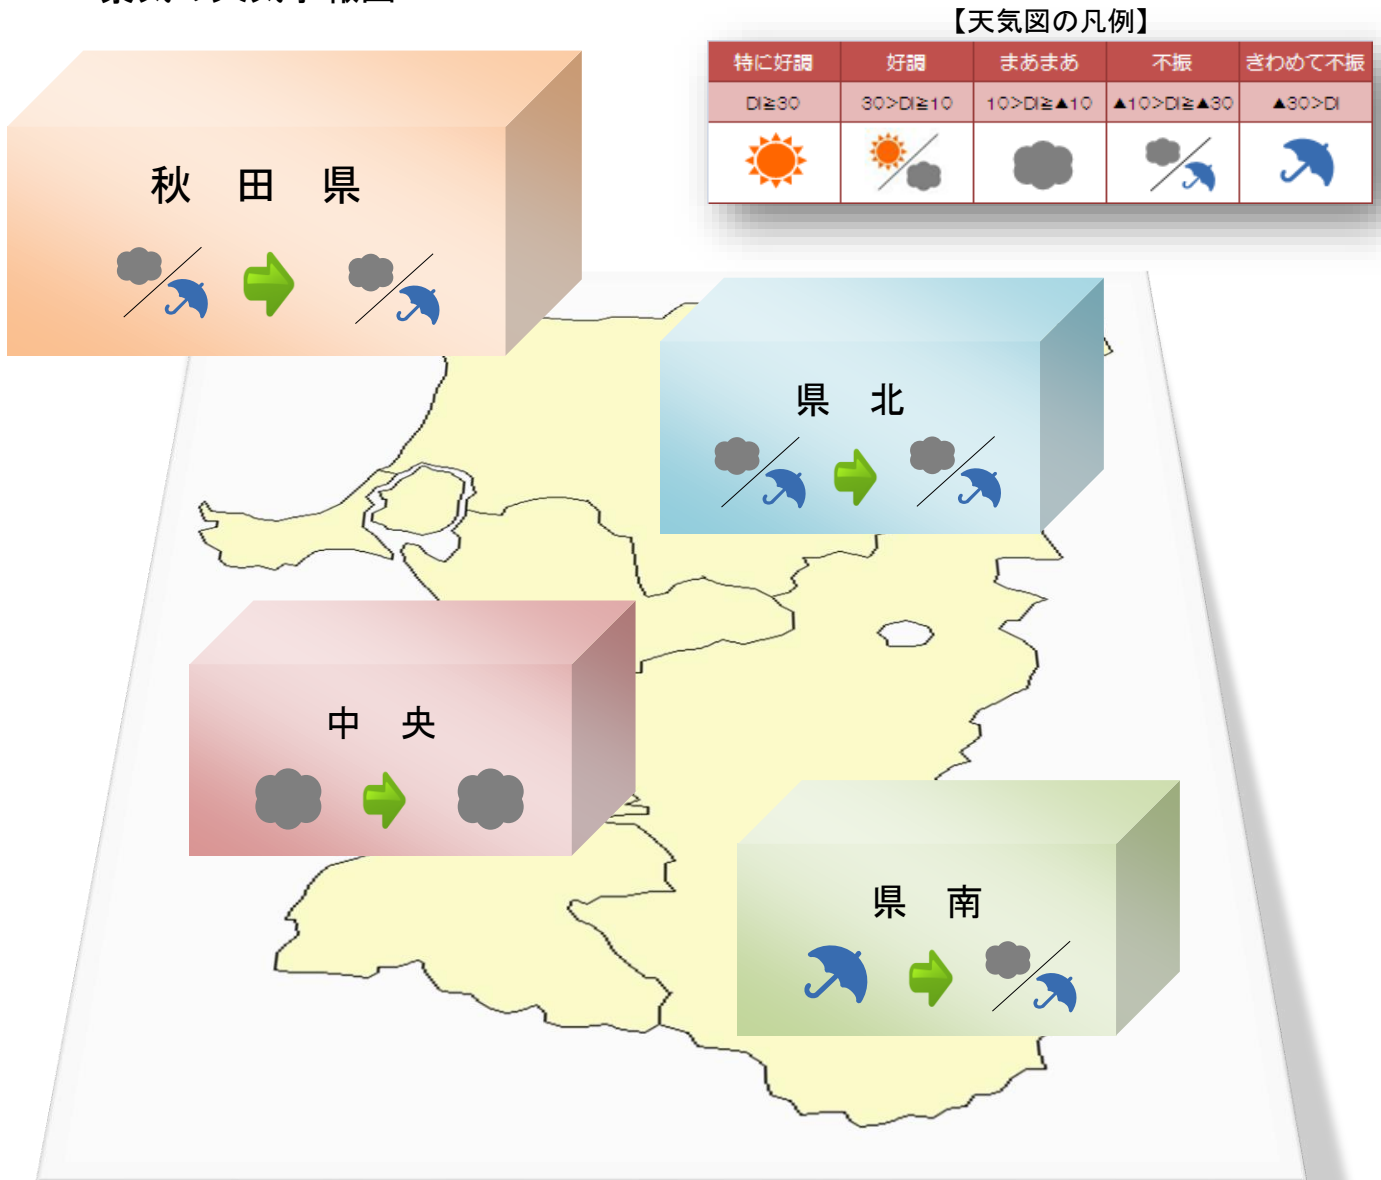 【天気図の凡例】
特に好調 好調 まあまあ 不振 きわめて不振
DI≧30 30>DI≧10 10>DI≧▲10 ▲10>DI≧▲30 ▲30>DI
秋 田 県
県 北
中 央
県 南